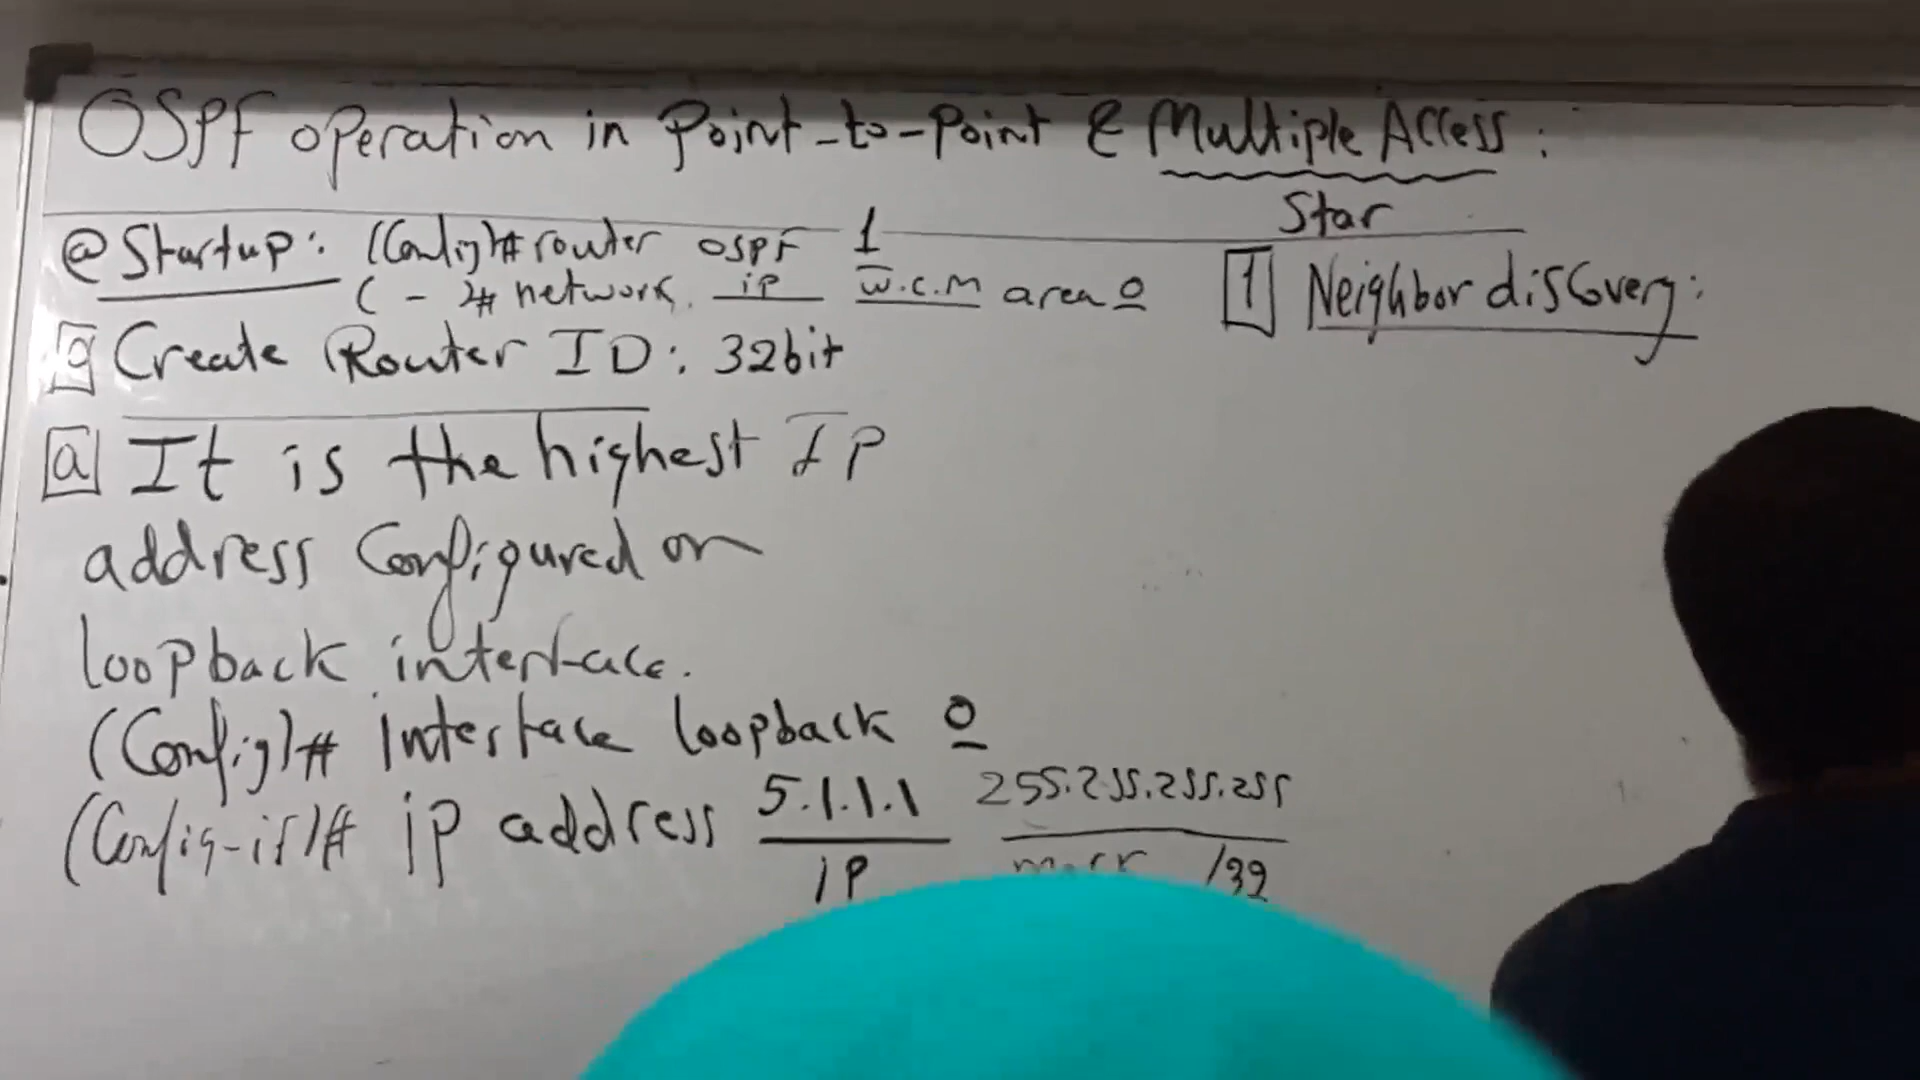 OSPF operation in Point-to-Point & Multiple Access:
Star
@ Startup: (Config)# router OSPF 1
( - )# network ip w.c.m area 0
Create Router ID: 32bit
a It is the highest IP
address Configured on
loopback interface.
(Config)# Interface loopback 0
(Config-if)# ip address 5.1.1.1 255.255.255.255
IP /32
1 Neighbor discovery: